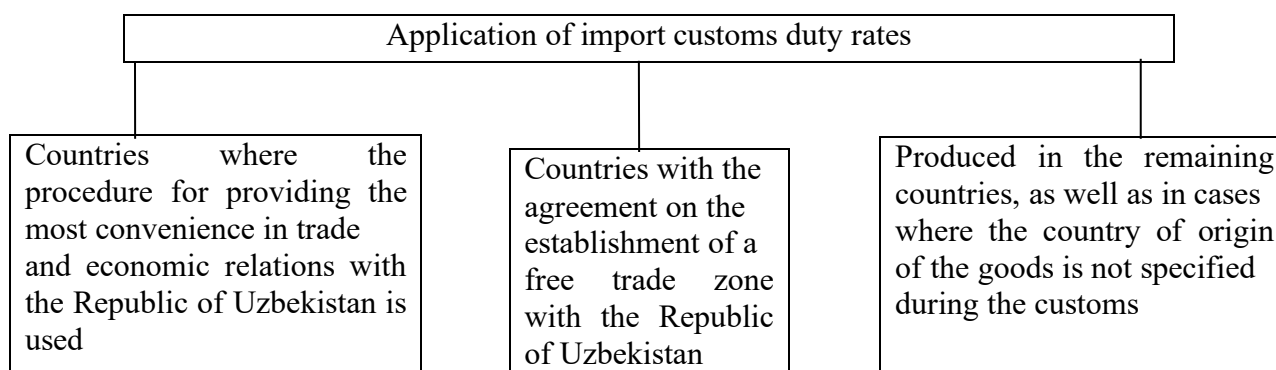 Application of import customs duty rates
Countries where the
procedure for providing the
most convenience in trade
and economic relations with
the Republic of Uzbekistan is
used
Countries with the
agreement on the
establishment of a
free trade zone
with the Republic
of Uzbekistan
Produced in the remaining
countries, as well as in cases
where the country of origin
of the goods is not specified
during the customs